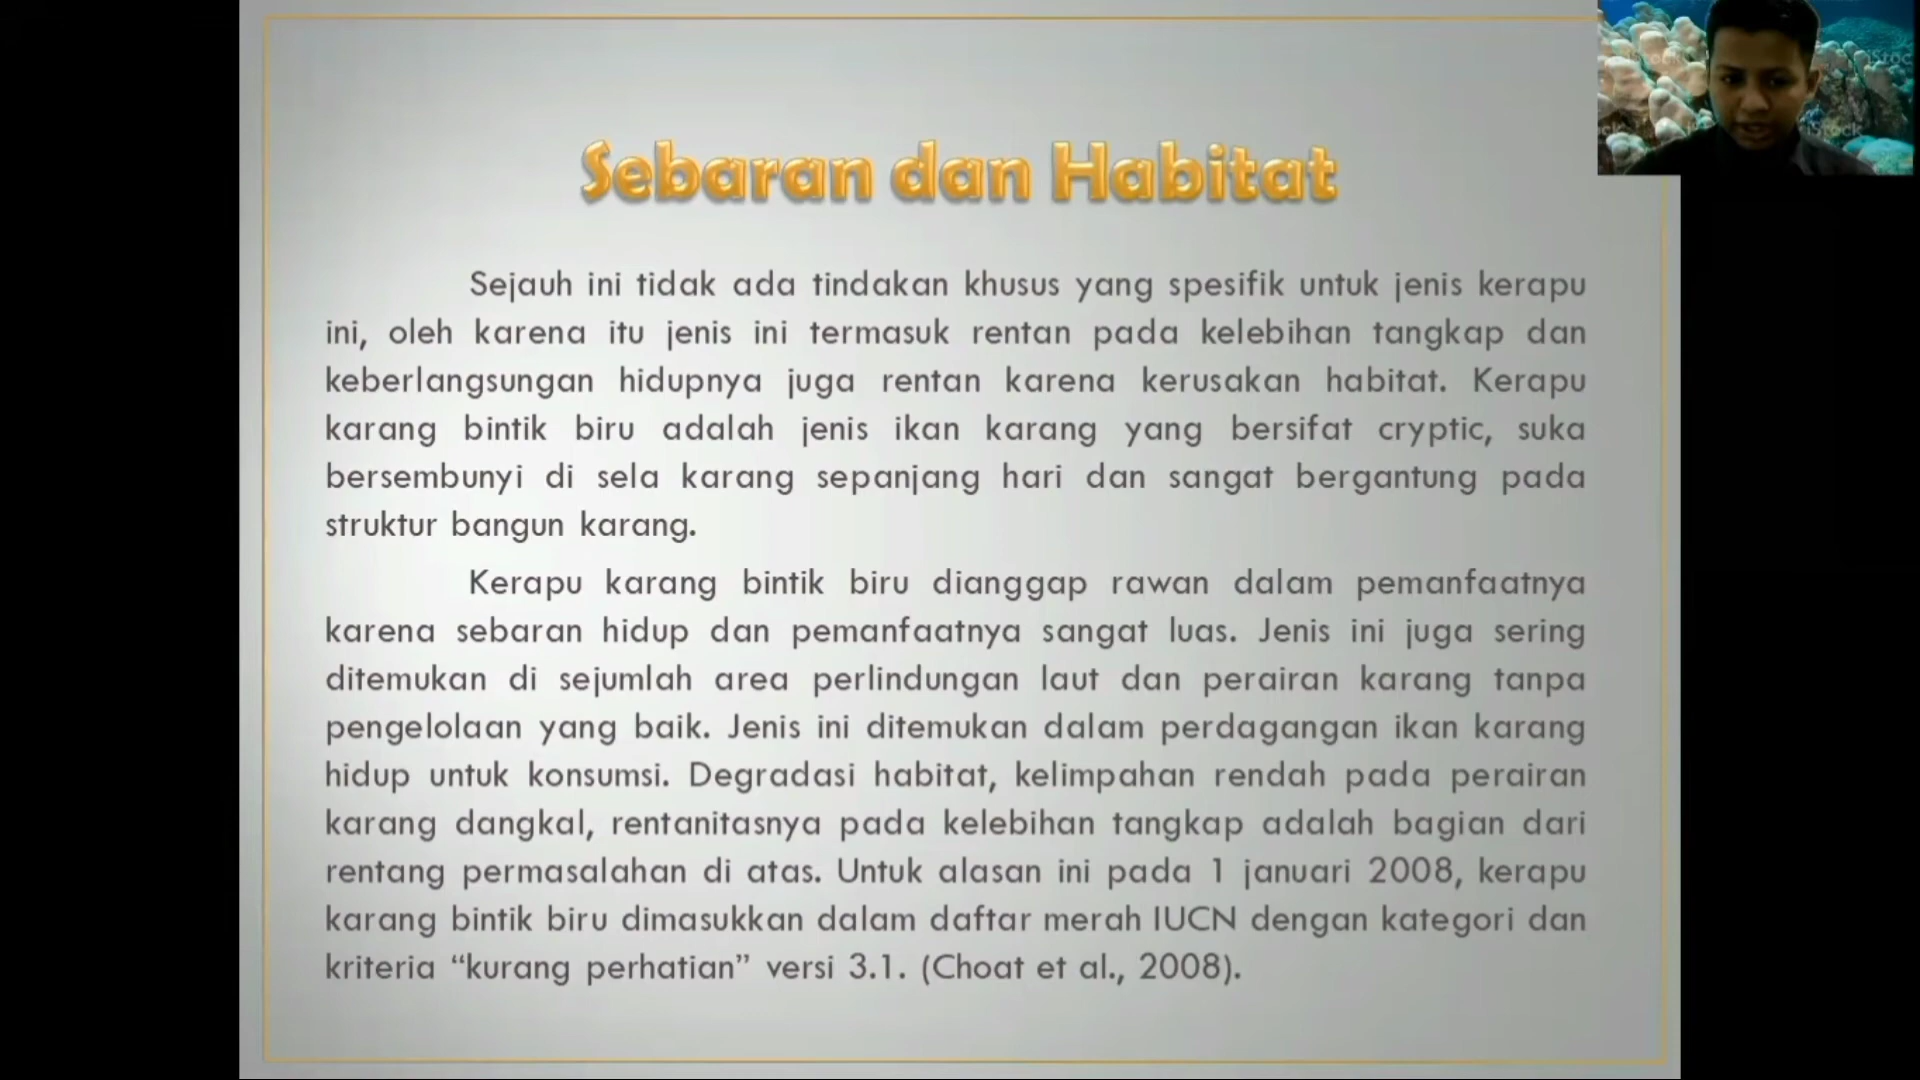 Sebaran dan Habitat
Sejauh ini tidak ada tindakan khusus yang spesifik untuk jenis kerapu
ini, oleh karena itu jenis ini termasuk rentan pada kelebihan tangkap dan
keberlangsungan hidupnya juga rentan karena kerusakan habitat. Kerapu
karang bintik biru adalah jenis ikan karang yang bersifat cryptic, suka
bersembunyi di sela karang sepanjang hari dan sangat bergantung pada
struktur bangun karang.
Kerapu karang bintik biru dianggap rawan dalam pemanfaatnya
karena sebaran hidup dan pemanfaatnya sangat luas. Jenis ini juga sering
ditemukan di sejumlah area perlindungan laut dan perairan karang tanpa
pengelolaan yang baik. Jenis ini ditemukan dalam perdagangan ikan karang
hidup untuk konsumsi. Degradasi habitat, kelimpahan rendah pada perairan
karang dangkal, rentanitasnya pada kelebihan tangkap adalah bagian dari
rentang permasalahan di atas. Untuk alasan ini pada 1 januari 2008, kerapu
karang bintik biru dimasukkan dalam daftar merah IUCN dengan kategori dan
kriteria “kurang perhatian” versi 3.1. (Choat et al., 2008).
iStock